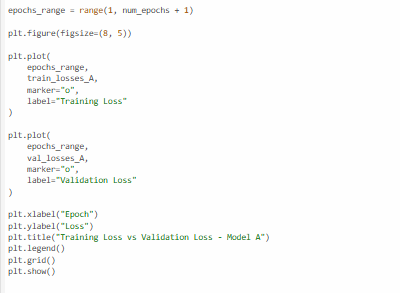 epochs_range = range(1, num_epochs + 1)
plt.figure(figsize=(8, 5))
plt.plot(
    epochs_range,
    train_losses_A,
    marker="o",
    label="Training Loss"
)
plt.plot(
    epochs_range,
    val_losses_A,
    marker="o",
    label="Validation Loss"
)
plt.xlabel("Epoch")
plt.ylabel("Loss")
plt.title("Training Loss vs Validation Loss - Model A")
plt.legend()
plt.grid()
plt.show()